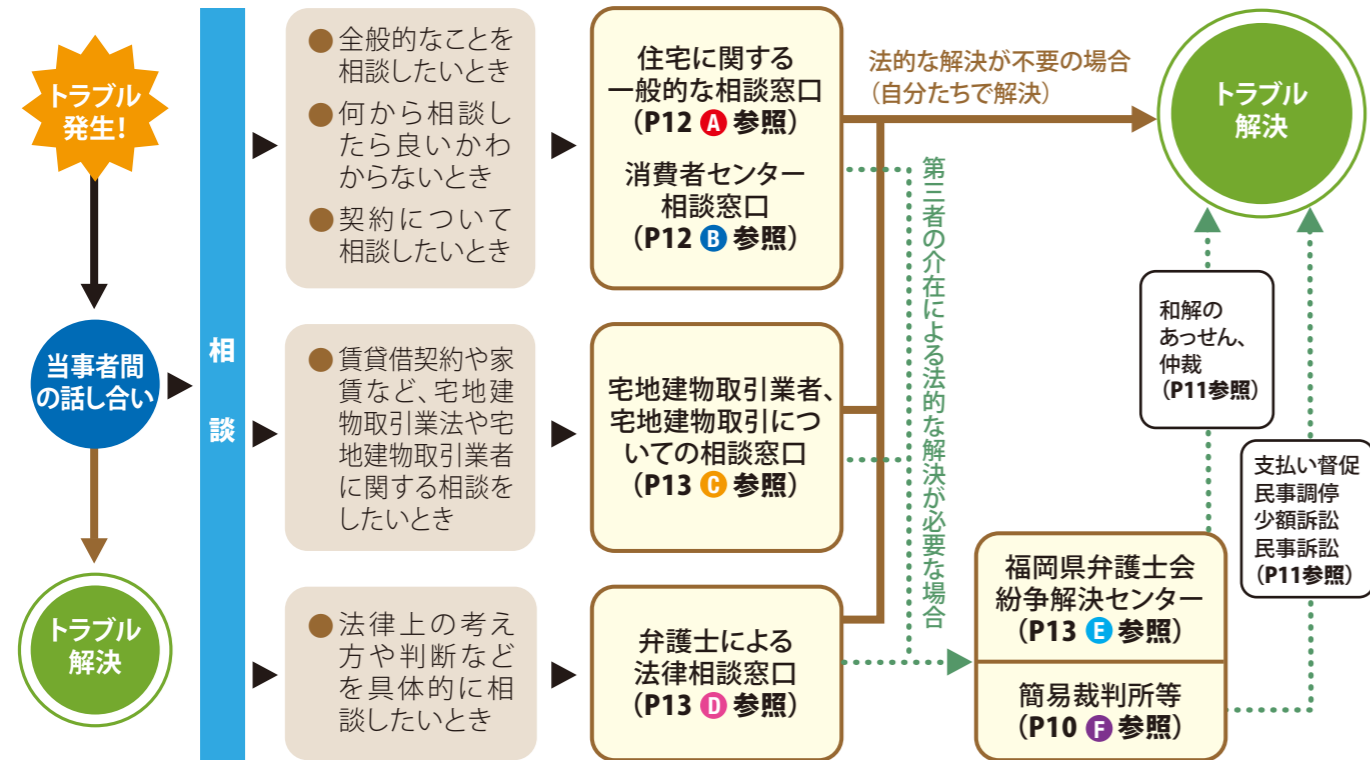 トラブル
発生！
当事者間
の話し合い
トラブル
解決
相
談
●全般的なことを
相談したいとき
●何から相談し
たら良いかわ
からないとき
●契約について
相談したいとき
●賃貸借契約や家
賃など、宅地建
物取引業法や宅
地建物取引業者
に関する相談を
したいとき
●法律上の考え
方や判断など
を具体的に相
談したいとき
住宅に関する
一般的な相談窓口
（P12 A 参照）
消費者センター
相談窓口
（P12 B 参照）
宅地建物取引業者、
宅地建物取引につ
いての相談窓口
（P13 C 参照）
弁護士による
法律相談窓口
（P13 D 参照）
法的な解決が不要の場合
（自分たちで解決）
第三者の介在による法的な解決が必要な場合
トラブル
解決
和解の
あっせん、
仲裁
（P11参照）
支払い督促
民事調停
少額訴訟
民事訴訟
（P11参照）
福岡県弁護士会
紛争解決センター
（P13 E 参照）
簡易裁判所等
（P10 F 参照）